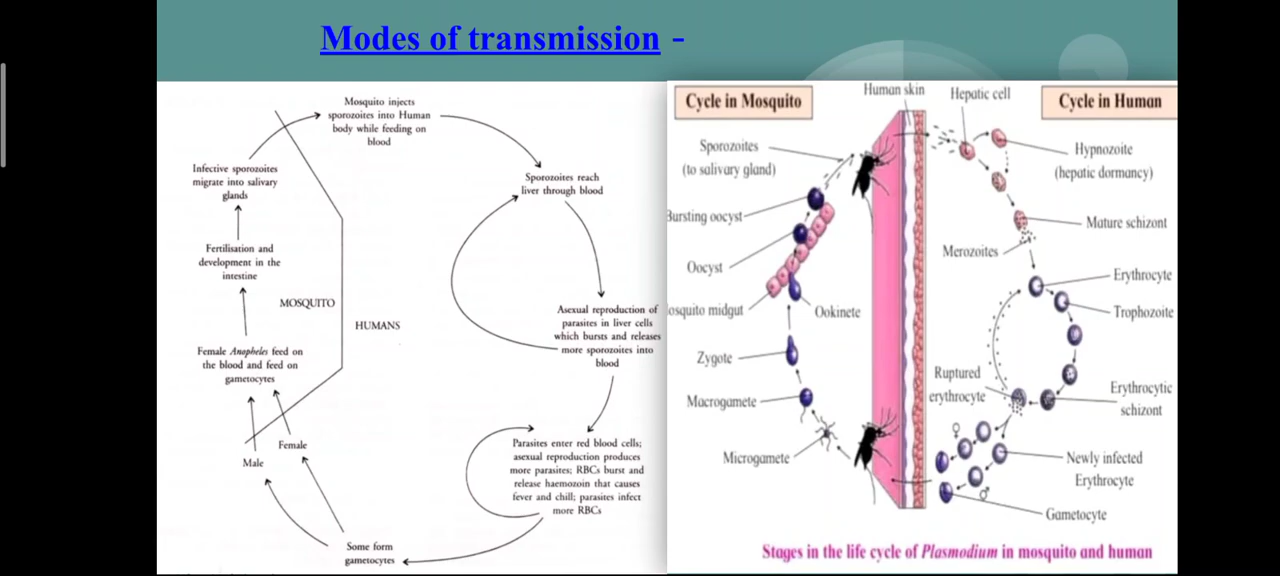 Modes of transmission -
Mosquito injects
sporozoites into Human
body while feeding on
blood
Sporozoites reach
liver through blood
Asexual reproduction of
parasites in liver cells
which bursts and releases
more sporozoites into
blood
Parasites enter red blood cells;
asexual reproduction produces
more parasites; RBCs burst and
release haemozoin that causes
fever and chill; parasites infect
more RBCs
Some form
gametocytes
Male
Female
Female Anopheles feed on
the blood and feed on
gametocytes
Fertilisation and
development in the
intestine
Infective sporozoites
migrate into salivary
glands
MOSQUITO
HUMANS
Cycle in Mosquito
Human skin
Hepatic cell
Cycle in Human
Sporozoites
(to salivary gland)
Bursting oocyst
Oocyst
osquito midgut
Ookinete
Zygote
Macrogamete
Microgamete
Hypnozoite
(hepatic dormancy)
Mature schizont
Merozoites
Erythrocyte
Trophozoite
Ruptured
erythrocyte
Erythrocytic
schizont
♀
Newly infected
Erythrocyte
♂
Gametocyte
Stages in the life cycle of Plasmodium in mosquito and human